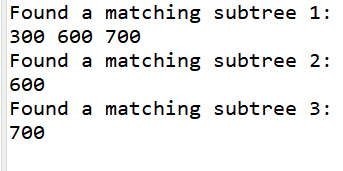 Found a matching subtree 1:
300 600 700
Found a matching subtree 2:
600
Found a matching subtree 3:
700